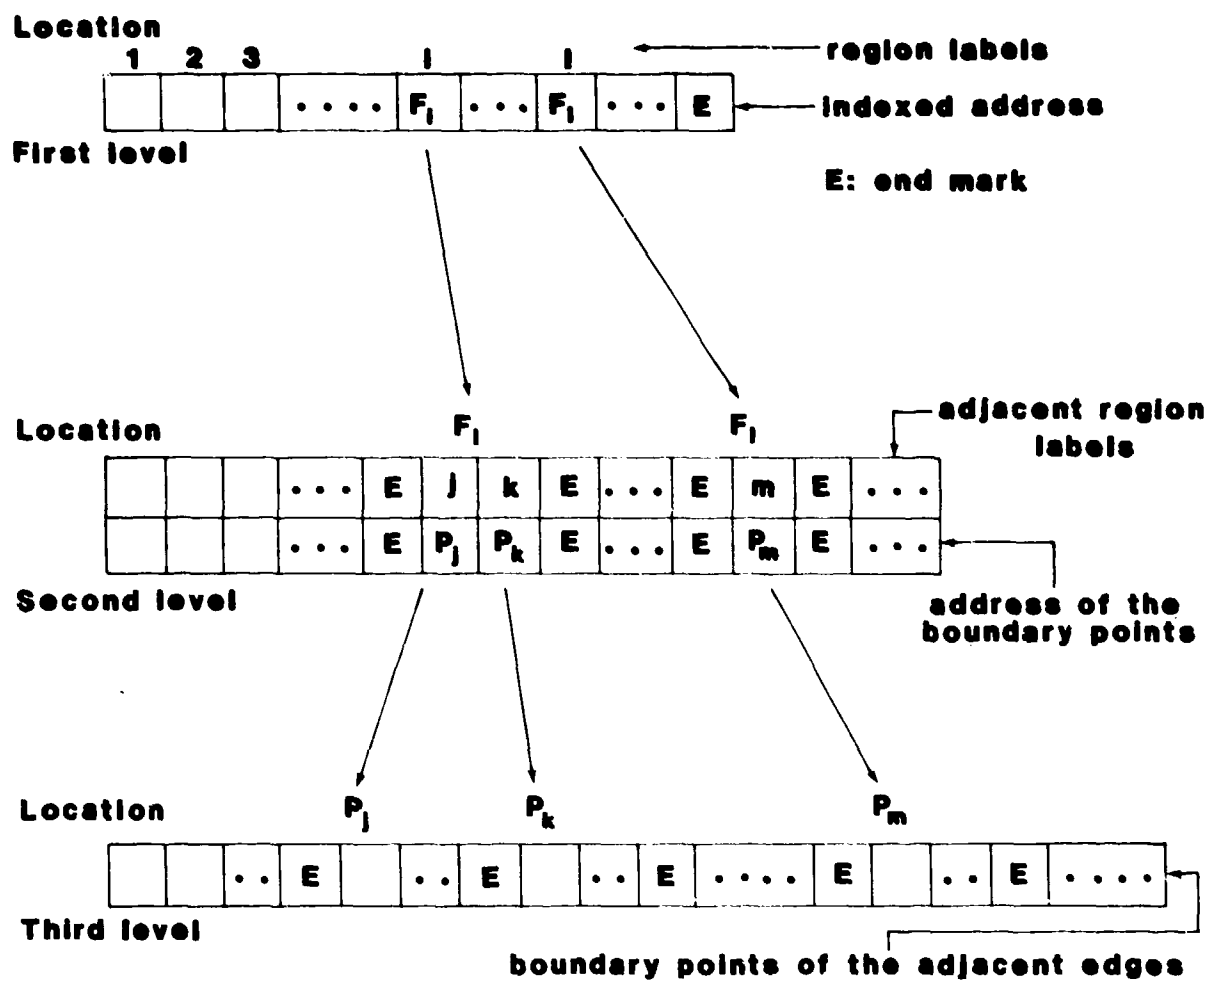 Location
1 2 3 I I region labels
.... F_I ... F_I ... E indexed address
First level
E: end mark
F_I F_I adjacent region
Location labels
... E j k E ... E m E ...
... E P_j P_k E ... E P_m E ...
Second level
address of the
boundary points
Location P_j P_k P_m
.. E .. E .. E .... E .. E ....
Third level
boundary points of the adjacent edges